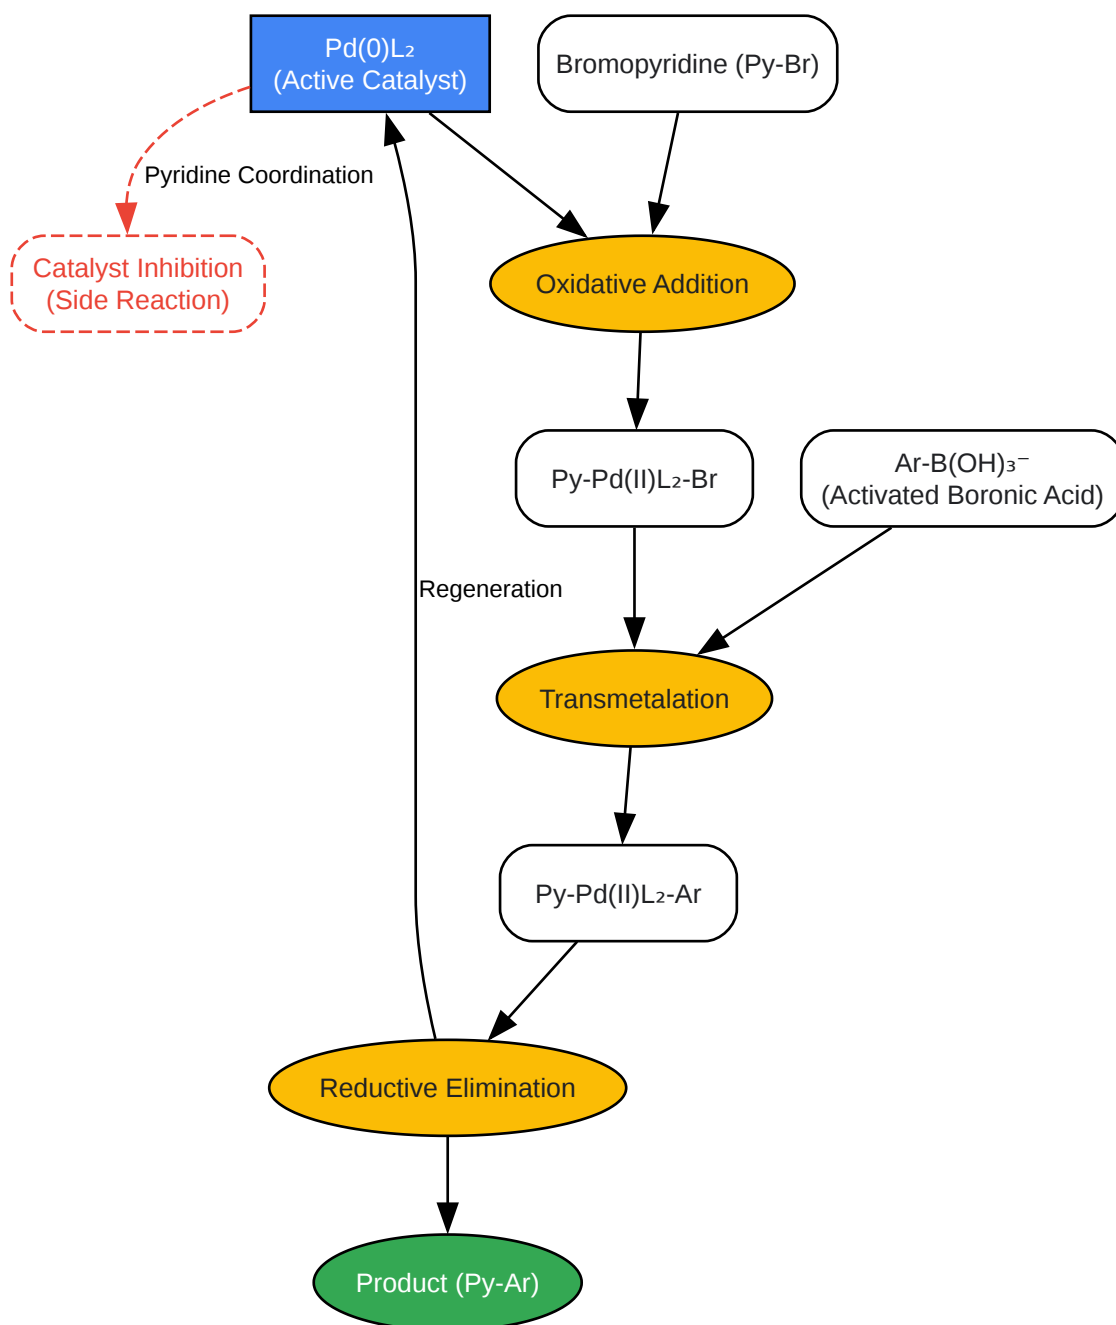 Pd(0)L₂
(Active Catalyst)
Bromopyridine (Py-Br)
Pyridine Coordination
Catalyst Inhibition
(Side Reaction)
Oxidative Addition
Py-Pd(II)L₂-Br
Ar-B(OH)₃⁻
(Activated Boronic Acid)
Regeneration
Transmetalation
Py-Pd(II)L₂-Ar
Reductive Elimination
Product (Py-Ar)